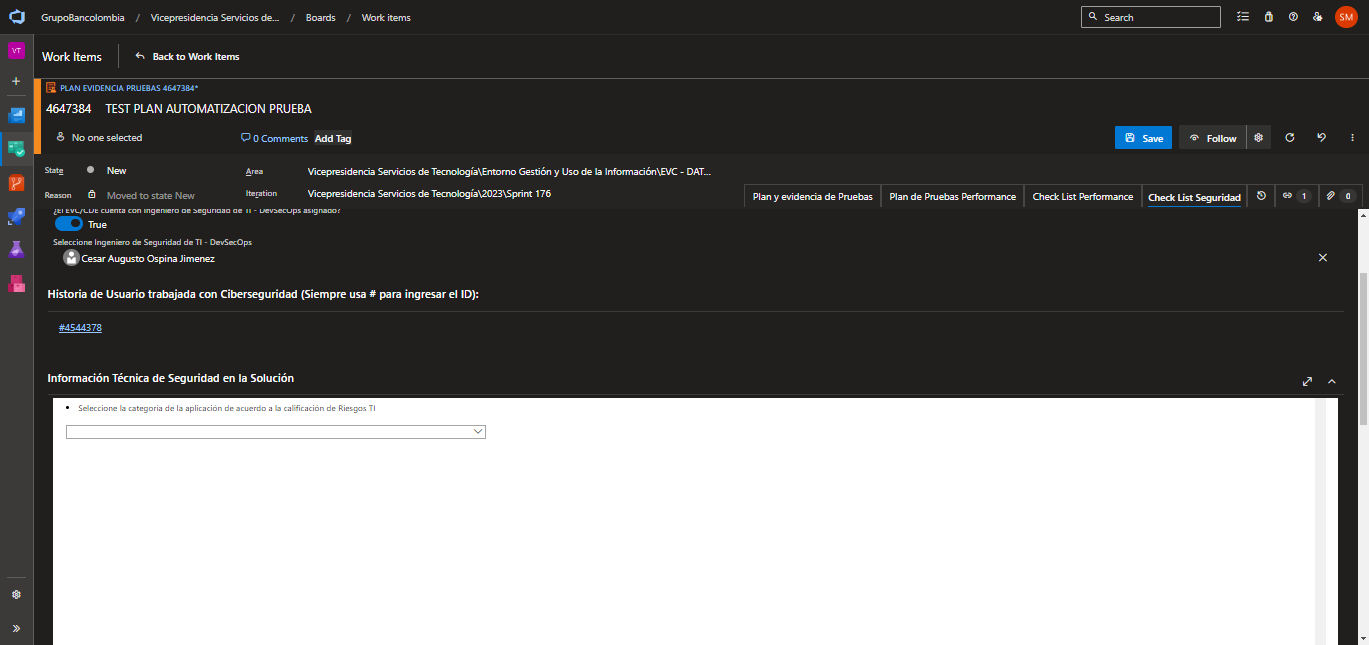 GrupoBancolombia / Vicepresidencia Servicios de... / Boards / Work items
Search
SM
VT
Work Items
Back to Work Items
PLAN EVIDENCIA PRUEBAS 4647384*
4647384 TEST PLAN AUTOMATIZACION PRUEBA
No one selected
0 Comments
Add Tag
Save
Follow
State
New
Area
Vicepresidencia Servicios de Tecnología\Entorno Gestión y Uso de la Información\EVC - DAT...
Reason
Moved to state New
Iteration
Vicepresidencia Servicios de Tecnología\2023\Sprint 176
Plan y evidencia de Pruebas
Plan de Pruebas Performance
Check List Performance
Check List Seguridad
1
0
¿El EVC/CDE cuenta con Ingeniero de Seguridad de TI - DevSecOps asignado?
True
Seleccione Ingeniero de Seguridad de TI - DevSecOps
Cesar Augusto Ospina Jimenez
Historia de Usuario trabajada con Ciberseguridad (Siempre usa # para ingresar el ID):
#4544378
Información Técnica de Seguridad en la Solución
• Seleccione la categoria de la aplicación de acuerdo a la calificación de Riesgos TI